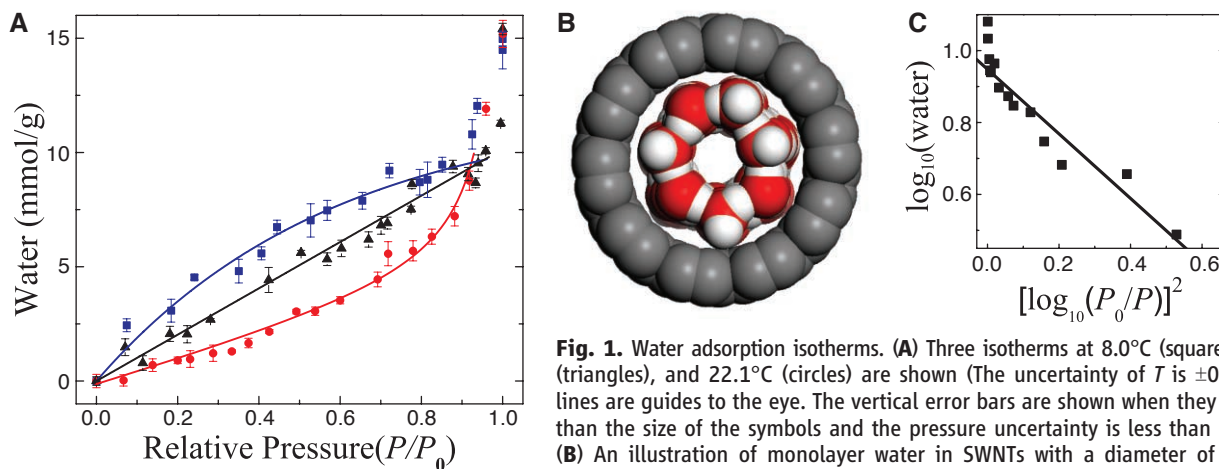 A
Water (mmol/g)
15
10
5
0
0.0 0.2 0.4 0.6 0.8 1.0
Relative Pressure(P/P₀)
B
C
log₁₀(water)
1.0
0.8
0.6
0.0 0.2 0.4 0.6
[log₁₀(P₀/P)]²
Fig. 1. Water adsorption isotherms. (A) Three isotherms at 8.0°C (square
(triangles), and 22.1°C (circles) are shown (The uncertainty of T is ±0
lines are guides to the eye. The vertical error bars are shown when they
than the size of the symbols and the pressure uncertainty is less than
(B) An illustration of monolayer water in SWNTs with a diameter of